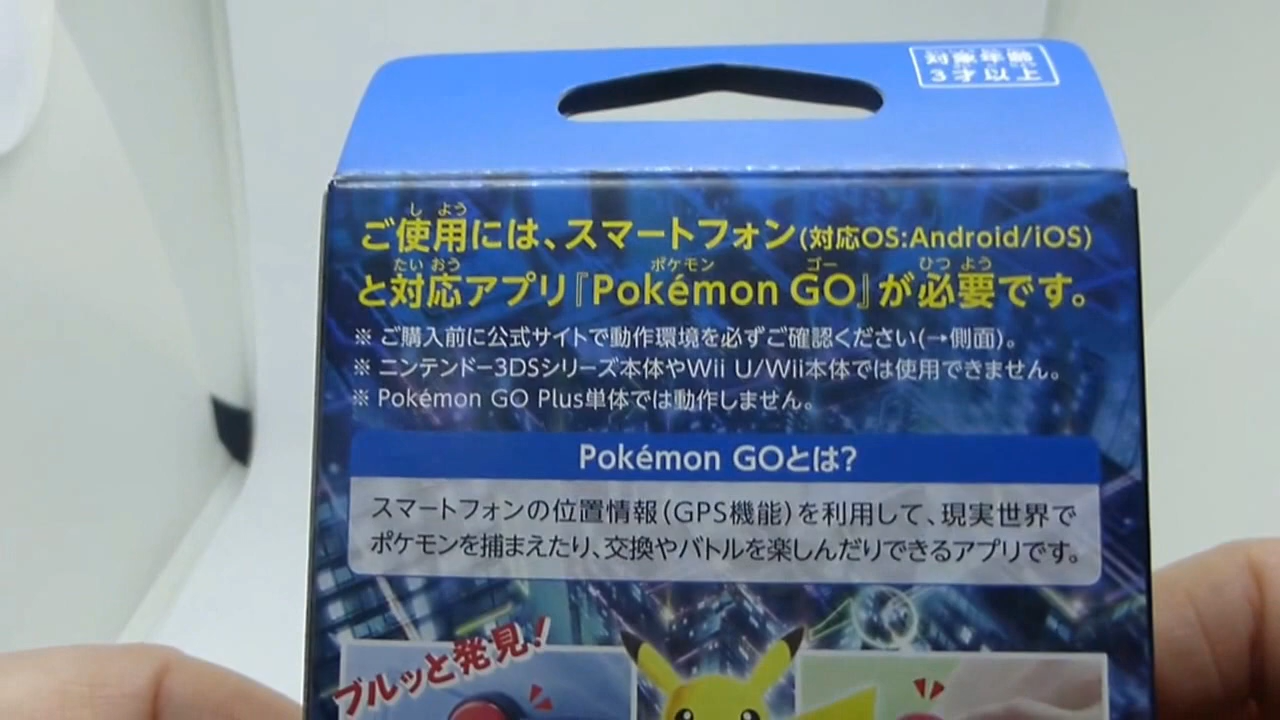 対象年齢
3才以上
ご使用には、スマートフォン(対応OS:Android/iOS)
と対応アプリ『Pokémon GO』が必要です。
※ ご購入前に公式サイトで動作環境を必ずご確認ください(→側面)。
※ ニンテンドー3DSシリーズ本体やWii U/Wii本体では使用できません。
※ Pokémon GO Plus単体では動作しません。
Pokémon GOとは?
スマートフォンの位置情報(GPS機能)を利用して、現実世界で
ポケモンを捕まえたり、交換やバトルを楽しんだりできるアプリです。
ブルッと発見!